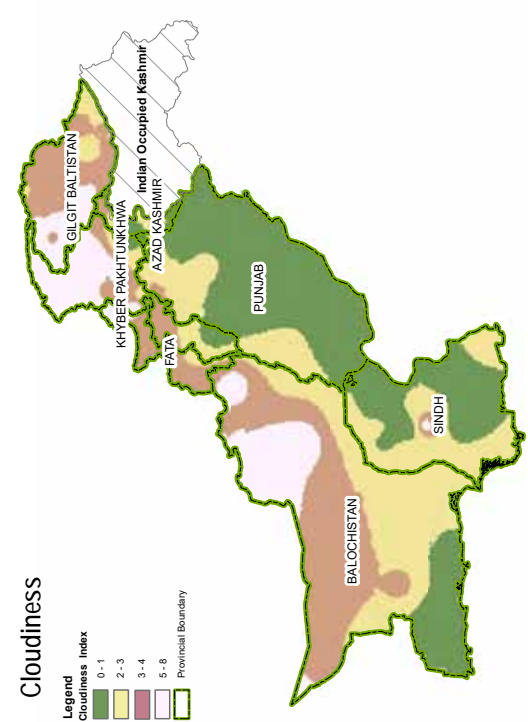 Cloudiness
Legend
Cloudiness Index
0 - 1
2 - 3
3 - 4
5 - 8
Provincial Boundary
GILGIT BALTISTAN
KHYBER PAKHTUNKHWA
Indian Occupied Kashmir
AZAD KASHMIR
FATA
PUNJAB
BALOCHISTAN
SINDH